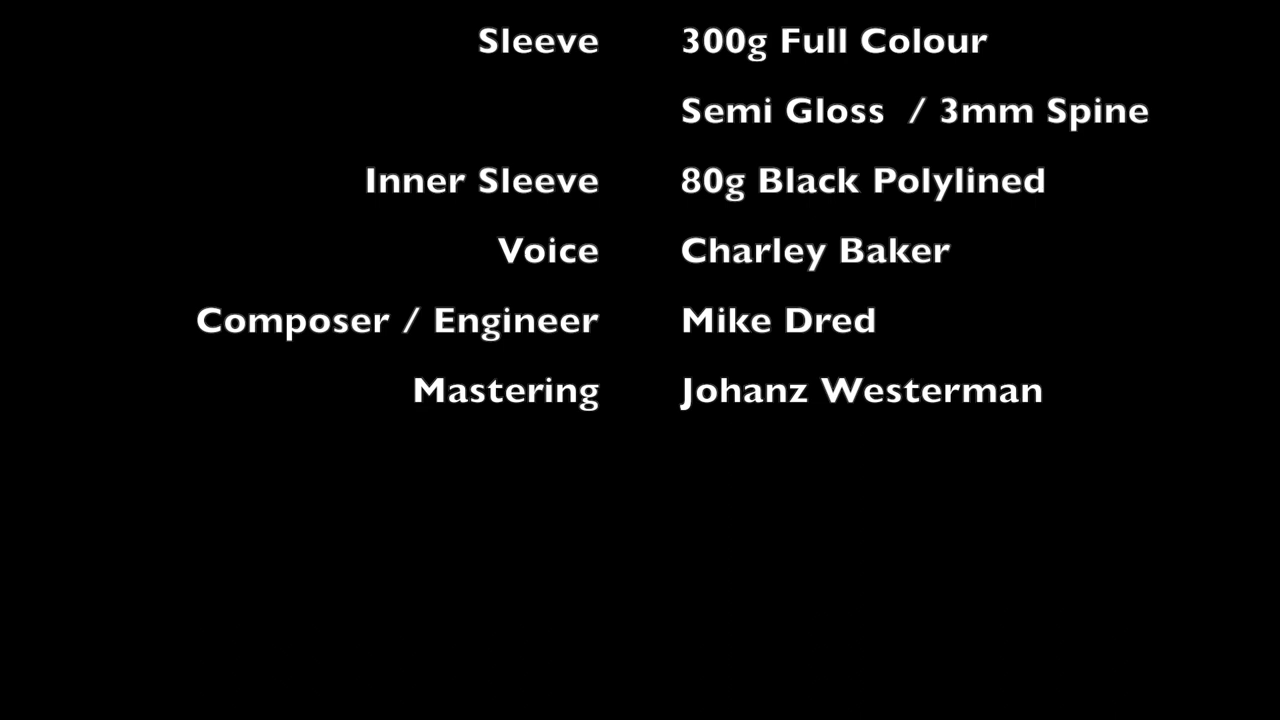 Sleeve 300g Full Colour
Semi Gloss / 3mm Spine
Inner Sleeve 80g Black Polylined
Voice Charley Baker
Composer / Engineer Mike Dred
Mastering Johanz Westerman